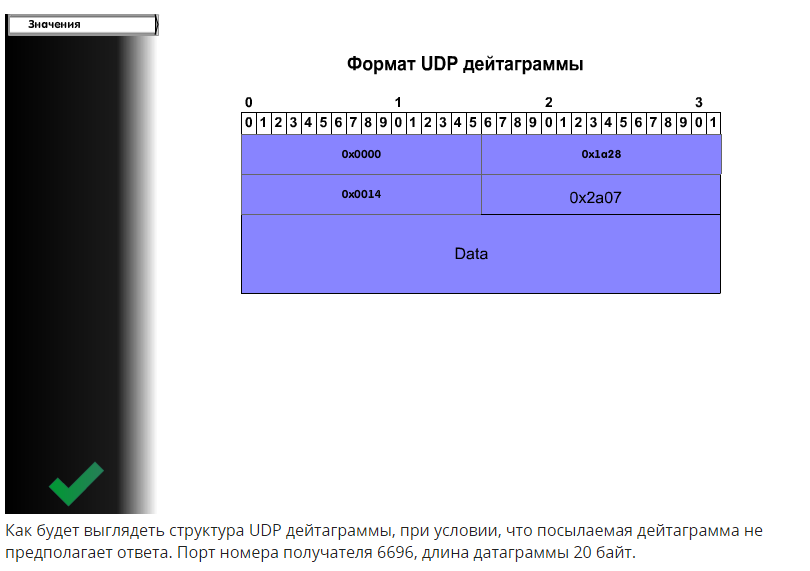 Значения
Формат UDP дейтаграммы
0 1 2 3
0 1 2 3 4 5 6 7 8 9 0 1 2 3 4 5 6 7 8 9 0 1 2 3 4 5 6 7 8 9 0 1
0x0000 0x1a28
0x0014 0x2a07
Data
Как будет выглядеть структура UDP дейтаграммы, при условии, что посылаемая дейтаграмма не
предполагает ответа. Порт номера получателя 6696, длина датаграммы 20 байт.